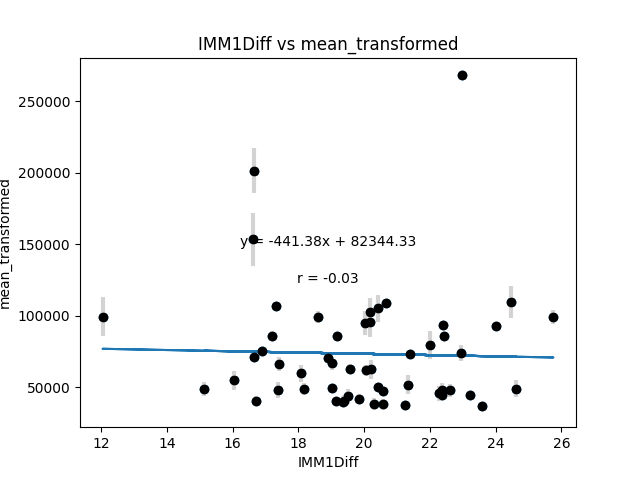 IMM1Diff vs mean_transformed
mean_transformed
250000
200000
150000
100000
50000
y = -441.38x + 82344.33
r = -0.03
12 14 16 18 20 22 24 26
IMM1Diff